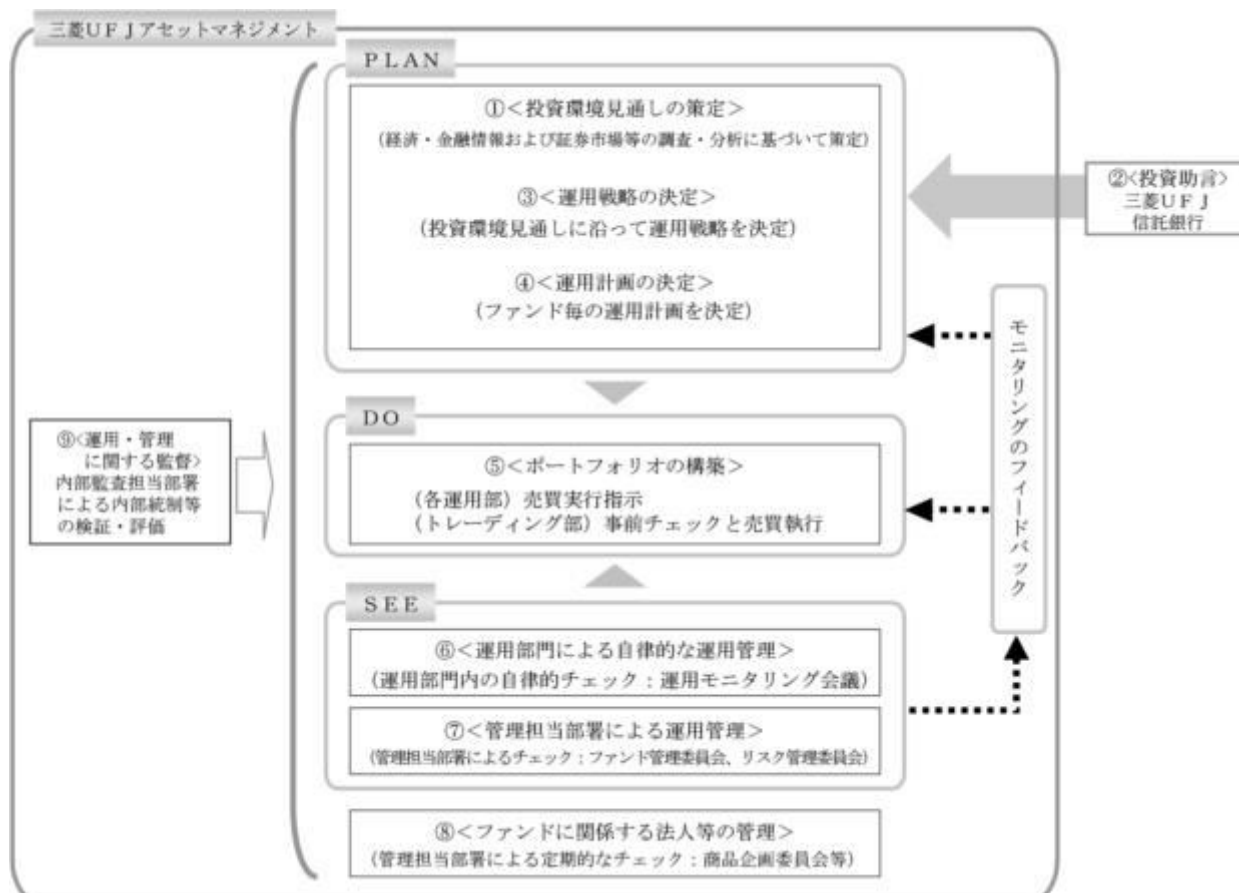 三菱ＵＦＪアセットマネジメント
ＰＬＡＮ
①＜投資環境見通しの策定＞
(経済・金融情報および証券市場等の調査・分析に基づいて策定)
③＜運用戦略の決定＞
(投資環境見通しに沿って運用戦略を決定)
④＜運用計画の決定＞
(ファンド毎の運用計画を決定)
②<投資助言>
三菱ＵＦＪ
信託銀行
モニタリングのフィードバック
ＤＯ
⑤＜ポートフォリオの構築＞
(各運用部）売買実行指示
(トレーディング部）事前チェックと売買執行
⑨<運用・管理
に関する監督>
内部監査担当部署
による内部統制等
の検証・評価
ＳＥＥ
⑥＜運用部門による自律的な運用管理＞
(運用部門内の自律的チェック：運用モニタリング会議)
⑦＜管理担当部署による運用管理＞
(管理担当部署によるチェック：ファンド管理委員会、リスク管理委員会)
⑧＜ファンドに関係する法人等の管理＞
(管理担当部署による定期的なチェック：商品企画委員会等)